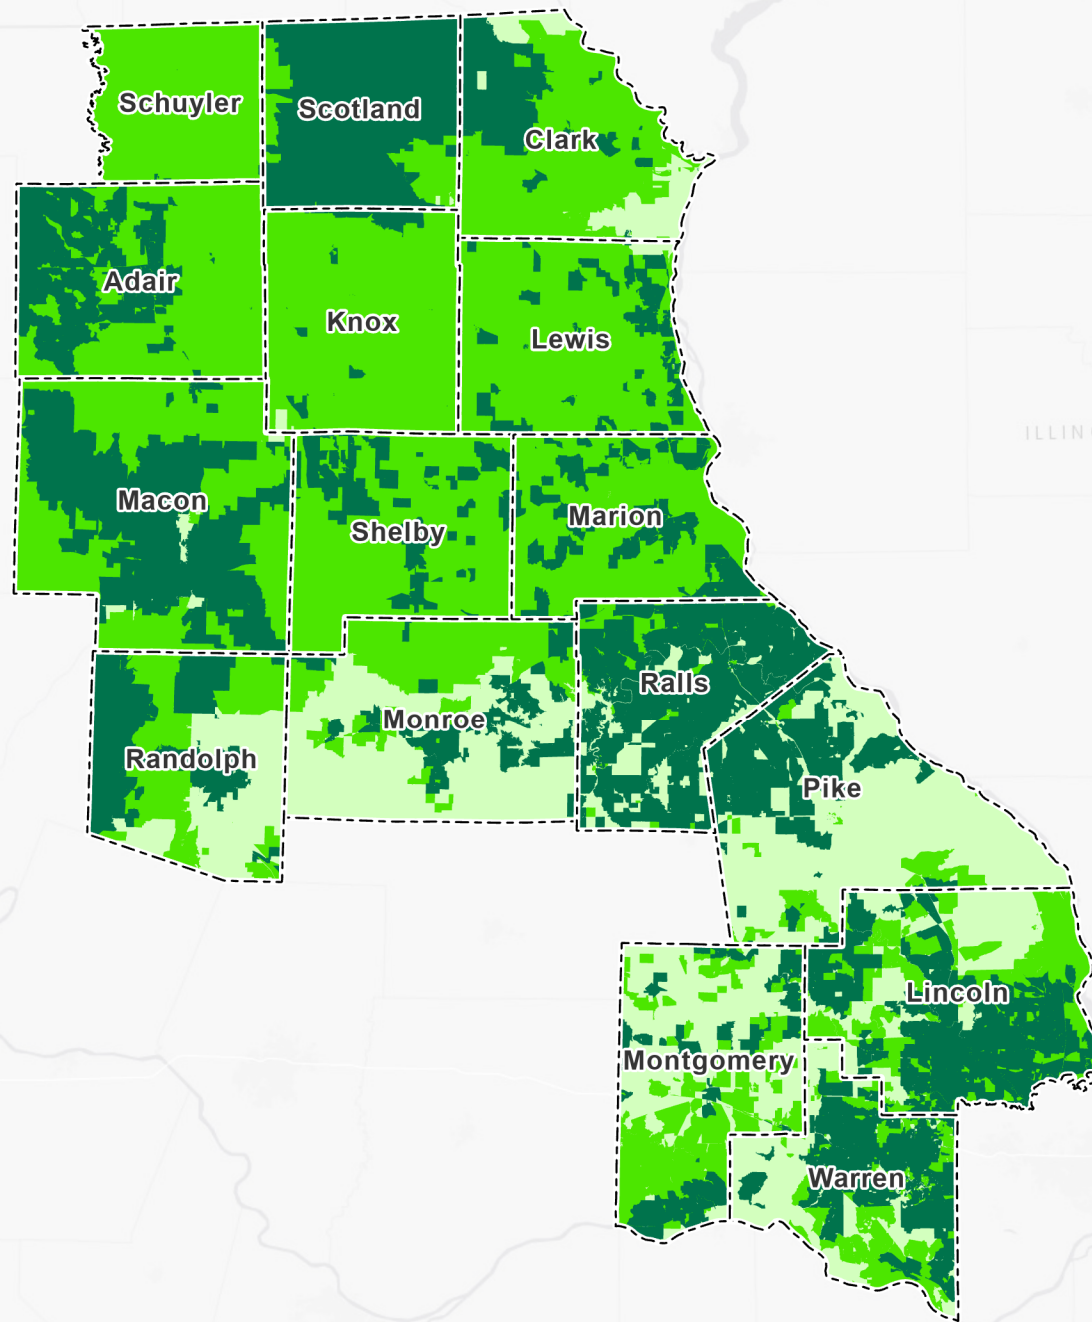 Schuyler
Scotland
Clark
Adair
Knox
Lewis
ILLIN
Macon
Shelby
Marion
Ralls
Monroe
Randolph
Pike
Lincoln
Montgomery
Warren